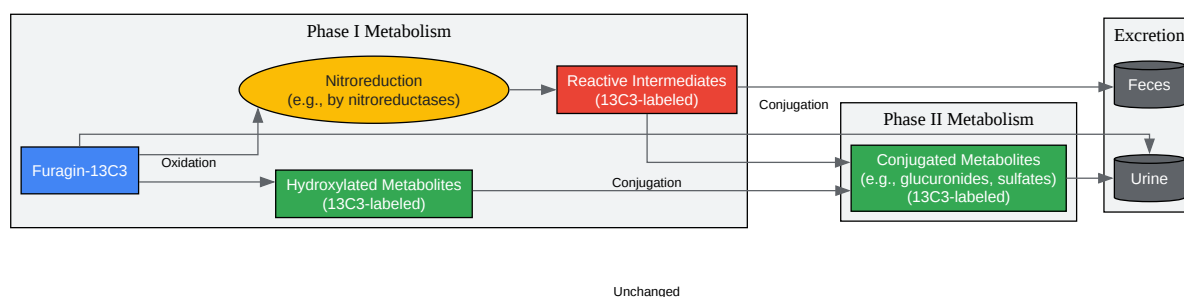 Phase I Metabolism
Excretion
Nitroreduction
(e.g., by nitroreductases)
Reactive Intermediates
(13C3-labeled)
Feces
Conjugation
Phase II Metabolism
Furagin-13C3
Oxidation
Hydroxylated Metabolites
(13C3-labeled)
Conjugation
Conjugated Metabolites
(e.g., glucuronides, sulfates)
(13C3-labeled)
Urine
Unchanged